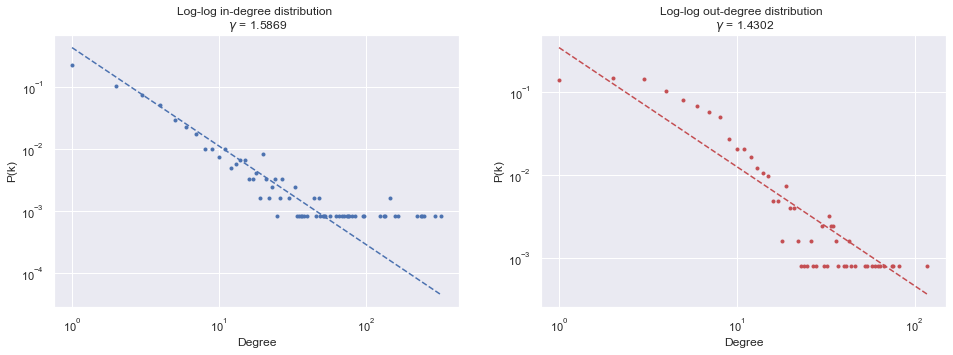 Log-log in-degree distribution
γ = 1.5869
P(k)
10⁻¹
10⁻²
10⁻³
10⁻⁴
10⁰
10¹
10²
Degree
Log-log out-degree distribution
γ = 1.4302
P(k)
10⁻¹
10⁻²
10⁻³
10⁰
10¹
10²
Degree